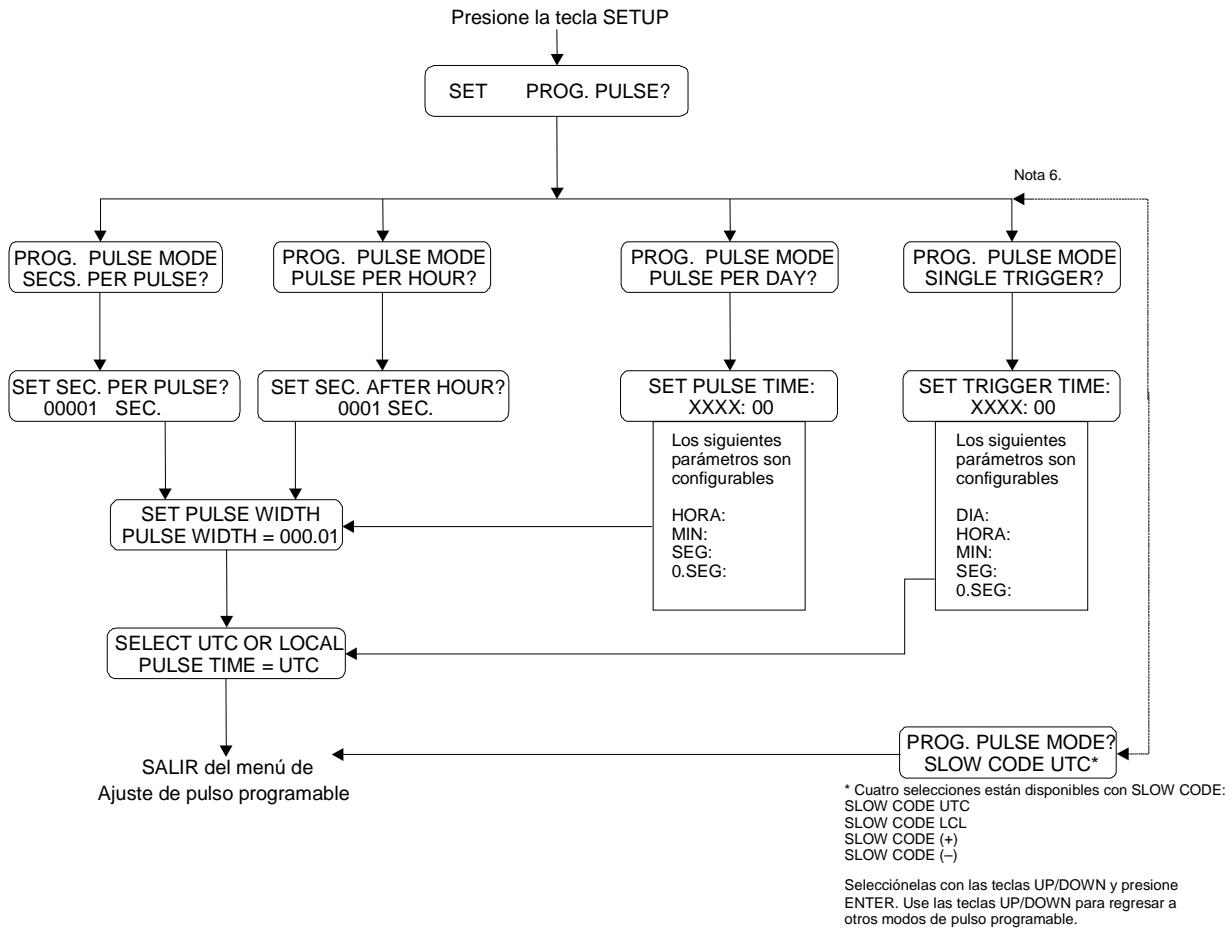 Presione la tecla SETUP
SET PROG. PULSE?
Nota 6.
PROG. PULSE MODE
SECS. PER PULSE?
PROG. PULSE MODE
PULSE PER HOUR?
PROG. PULSE MODE
PULSE PER DAY?
PROG. PULSE MODE
SINGLE TRIGGER?
SET SEC. PER PULSE?
00001 SEC.
SET SEC. AFTER HOUR?
0001 SEC.
SET PULSE TIME:
XXXX: 00
SET TRIGGER TIME:
XXXX: 00
Los siguientes
parámetros son
configurables
HORA:
MIN:
SEG:
0.SEG:
Los siguientes
parámetros son
configurables
DIA:
HORA:
MIN:
SEG:
0.SEG:
SET PULSE WIDTH
PULSE WIDTH = 000.01
SELECT UTC OR LOCAL
PULSE TIME = UTC
SALIR del menú de
Ajuste de pulso programable
PROG. PULSE MODE?
SLOW CODE UTC*
* Cuatro selecciones están disponibles con SLOW CODE:
SLOW CODE UTC
SLOW CODE LCL
SLOW CODE (+)
SLOW CODE (–)
Selecciónelas con las teclas UP/DOWN y presione
ENTER. Use las teclas UP/DOWN para regresar a
otros modos de pulso programable.